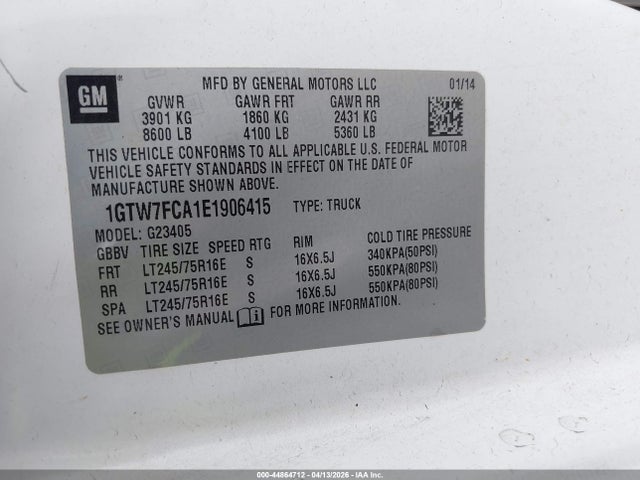 GM
MFD BY GENERAL MOTORS LLC 01/14
GVWR GAWR FRT GAWR RR
3901 KG 1860 KG 2431 KG
8600 LB 4100 LB 5360 LB
THIS VEHICLE CONFORMS TO ALL APPLICABLE U.S. FEDERAL MOTOR
VEHICLE SAFETY STANDARDS IN EFFECT ON THE DATE OF
MANUFACTURE SHOWN ABOVE.
1GTW7FCA1E1906415 TYPE: TRUCK
MODEL: G23405
GBBV TIRE SIZE SPEED RTG RIM COLD TIRE PRESSURE
FRT LT245/75R16E S 16X6.5J 340KPA(50PSI)
RR LT245/75R16E S 16X6.5J 550KPA(80PSI)
SPA LT245/75R16E S 16X6.5J 550KPA(80PSI)
SEE OWNER'S MANUAL FOR MORE INFORMATION.
000-44864712 - 04/13/2026 - IAA Inc.